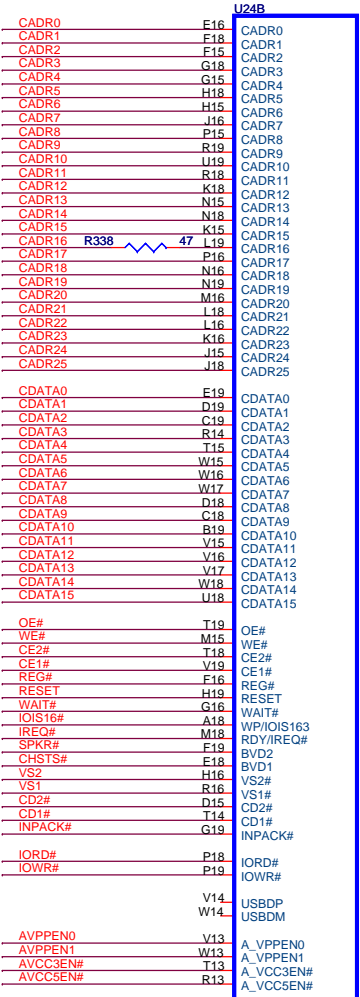 U24B
CADR0 E16 CADR0
CADR1 F18 CADR1
CADR2 F15 CADR2
CADR3 G18 CADR3
CADR4 G15 CADR4
CADR5 H18 CADR5
CADR6 H15 CADR6
CADR7 J16 CADR7
CADR8 P15 CADR8
CADR9 R19 CADR9
CADR10 U19 CADR10
CADR11 R18 CADR11
CADR12 K18 CADR12
CADR13 N15 CADR13
CADR14 N18 CADR14
CADR15 K15 CADR15
CADR16 R338 47 L19 CADR16
CADR17 P16 CADR17
CADR18 N16 CADR18
CADR19 N19 CADR19
CADR20 M16 CADR20
CADR21 L18 CADR21
CADR22 L16 CADR22
CADR23 K16 CADR23
CADR24 J15 CADR24
CADR25 J18 CADR25
CDATA0 E19 CDATA0
CDATA1 D19 CDATA1
CDATA2 C19 CDATA2
CDATA3 R14 CDATA3
CDATA4 T15 CDATA4
CDATA5 W15 CDATA5
CDATA6 W16 CDATA6
CDATA7 W17 CDATA7
CDATA8 D18 CDATA8
CDATA9 C18 CDATA9
CDATA10 B19 CDATA10
CDATA11 V15 CDATA11
CDATA12 V16 CDATA12
CDATA13 V17 CDATA13
CDATA14 W18 CDATA14
CDATA15 U18 CDATA15
OE# T19 OE#
WE# M15 WE#
CE2# T18 CE2#
CE1# V19 CE1#
REG# F16 REG#
RESET H19 RESET
WAIT# G16 WAIT#
IOIS16# A18 WP/IOIS163
IREQ# M18 RDY/IREQ#
SPKR# F19 BVD2
CHSTS# E18 BVD1
VS2 H16 VS2#
VS1 R16 VS1#
CD2# D15 CD2#
CD1# T14 CD1#
INPACK# G19 INPACK#
IORD# P18 IORD#
IOWR# P19 IOWR#
V14 USBDP
W14 USBDM
AVPPEN0 V13 A_VPPEN0
AVPPEN1 W13 A_VPPEN1
AVCC3EN# T13 A_VCC3EN#
AVCC5EN# R13 A_VCC5EN#